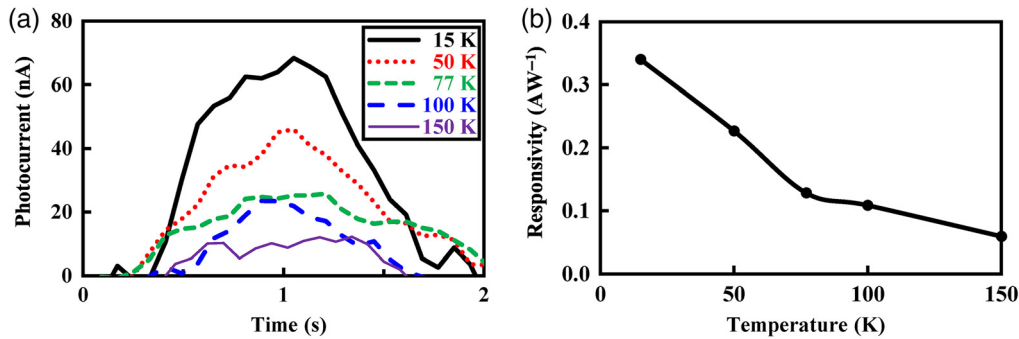 (a)
80
60
40
20
0
Photocurrent (nA)
15 K
50 K
77 K
100 K
150 K
0 1 2
Time (s)
(b)
0.4
0.3
0.2
0.1
0.0
Responsivity (AW⁻¹)
0 50 100 150
Temperature (K)